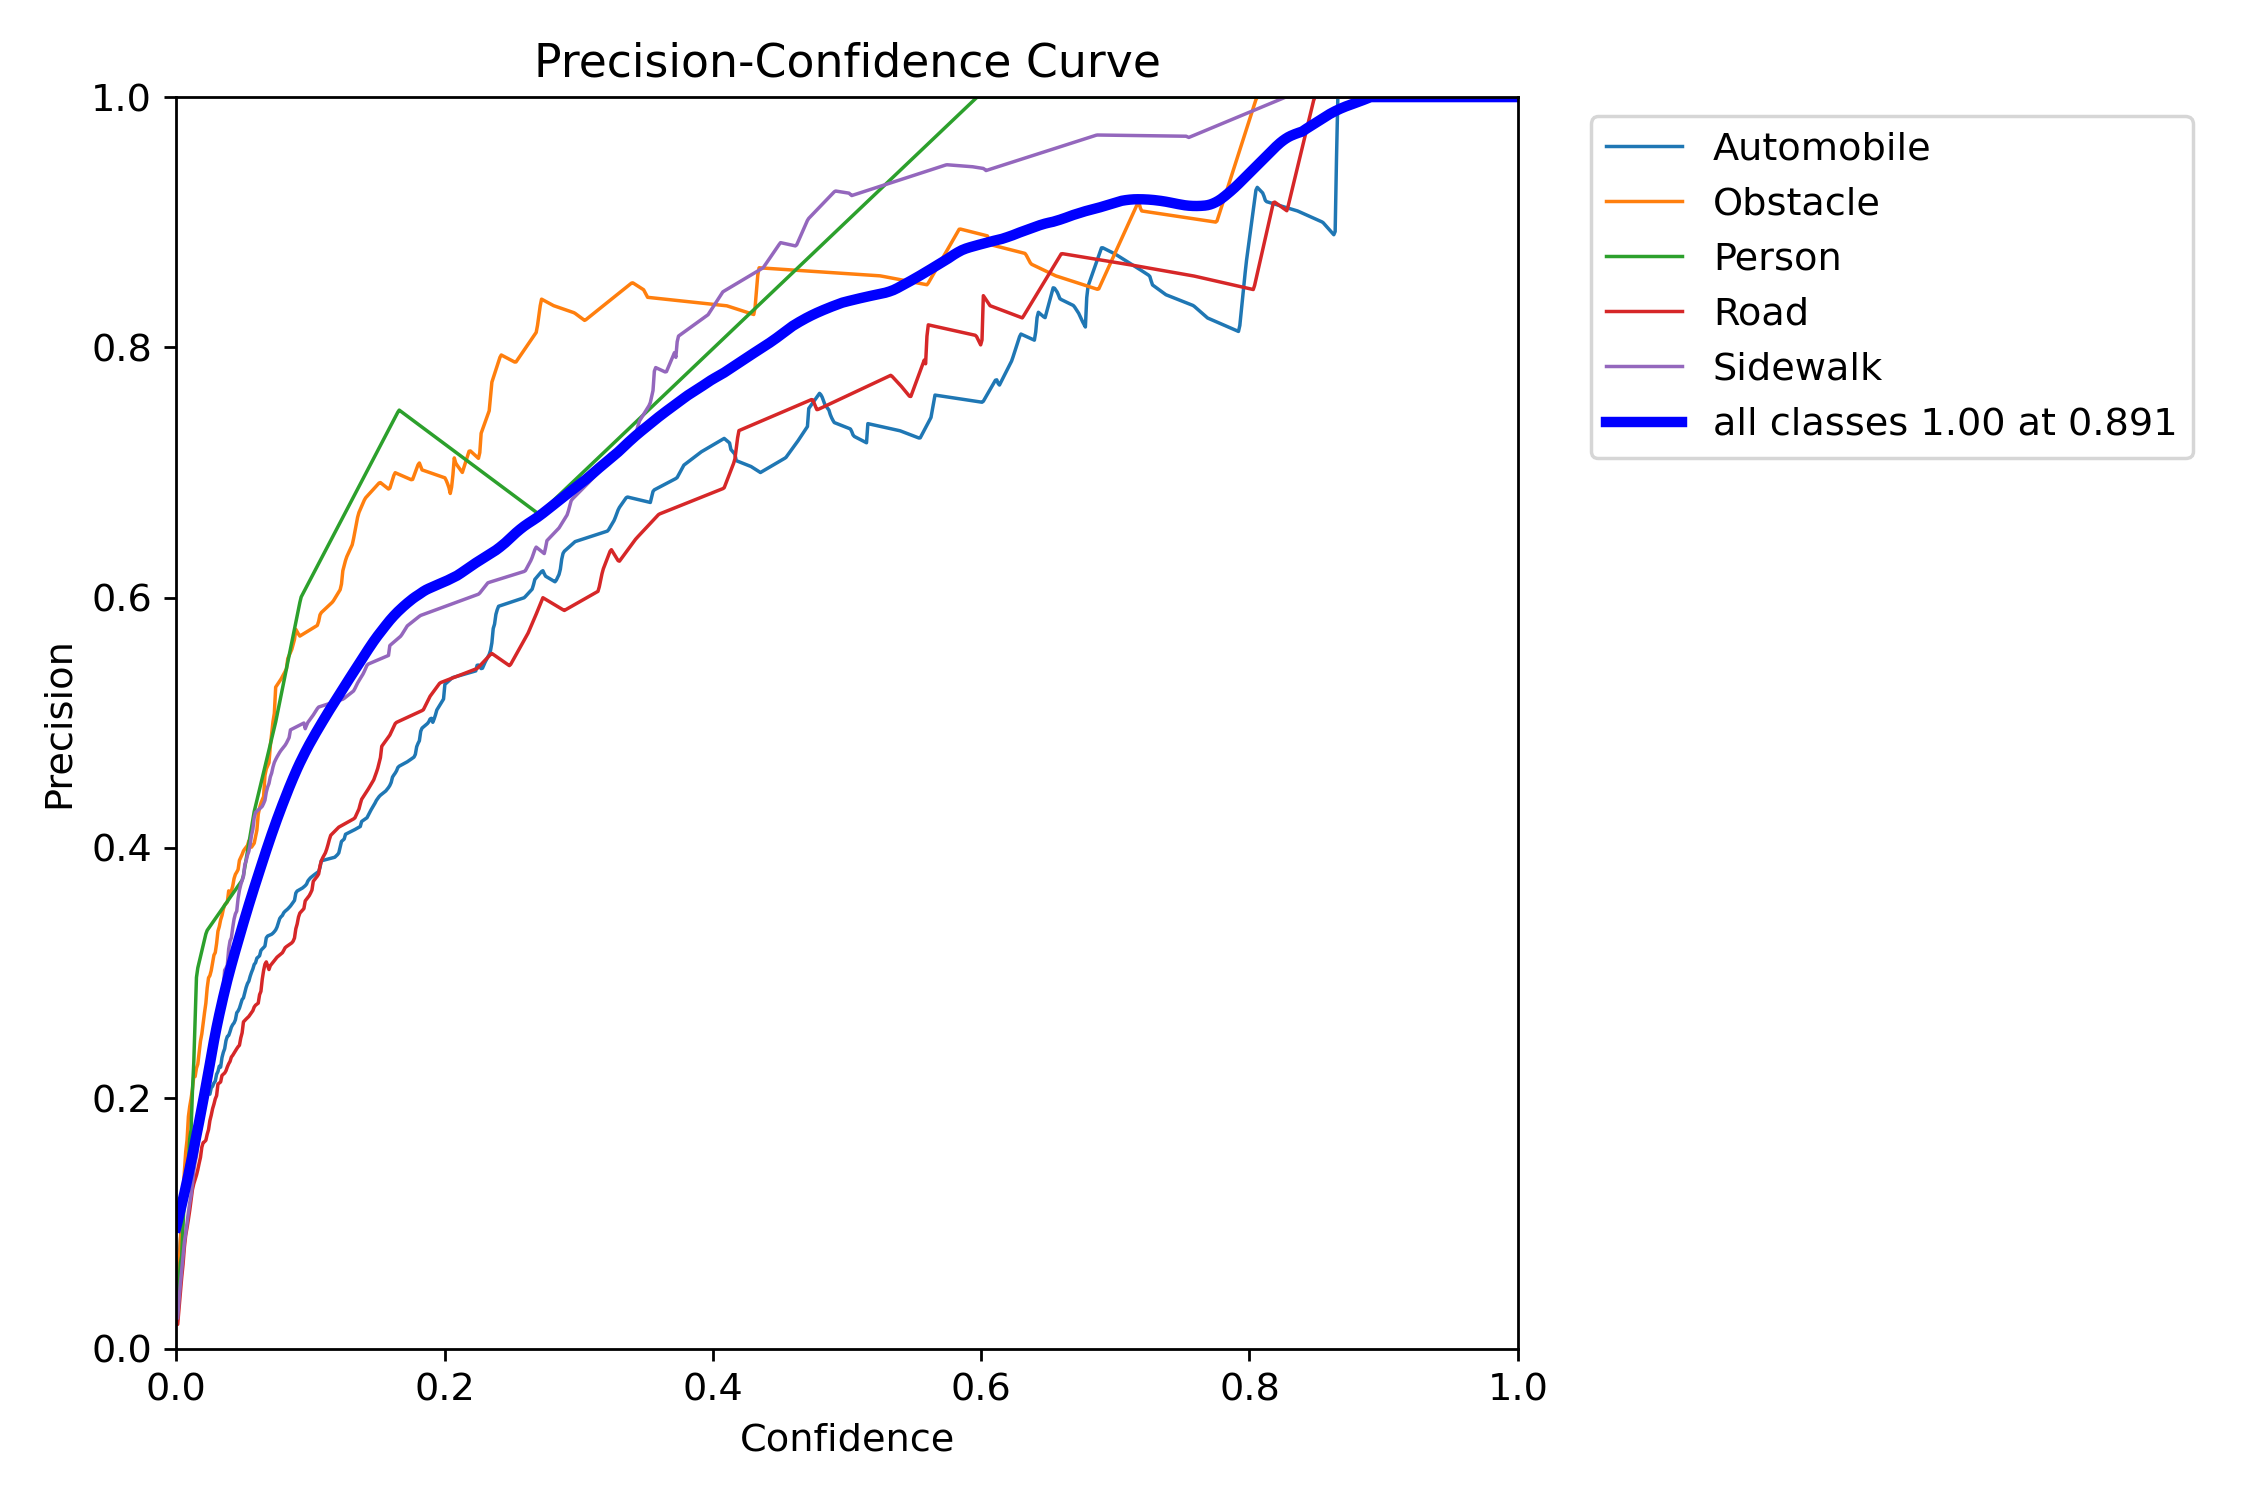 Precision-Confidence Curve
1.0
0.8
0.6
0.4
0.2
0.0
Precision
0.0 0.2 0.4 0.6 0.8 1.0
Confidence
Automobile
Obstacle
Person
Road
Sidewalk
all classes 1.00 at 0.891